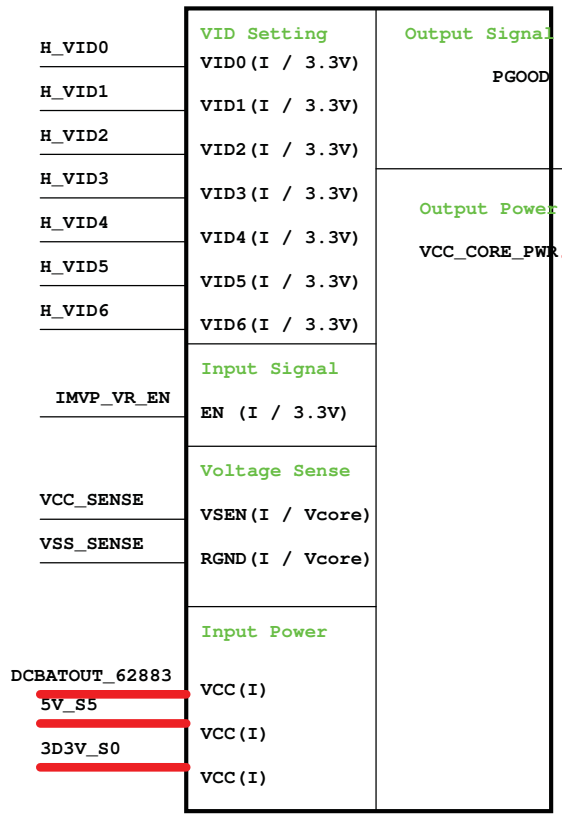 H_VID0
H_VID1
H_VID2
H_VID3
H_VID4
H_VID5
H_VID6
IMVP_VR_EN
VCC_SENSE
VSS_SENSE
DCBATOUT_62883
5V_S5
3D3V_S0
VID Setting
VID0(I / 3.3V)
VID1(I / 3.3V)
VID2(I / 3.3V)
VID3(I / 3.3V)
VID4(I / 3.3V)
VID5(I / 3.3V)
VID6(I / 3.3V)
Input Signal
EN (I / 3.3V)
Voltage Sense
VSEN(I / Vcore)
RGND(I / Vcore)
Input Power
VCC(I)
VCC(I)
VCC(I)
Output Signal
PGOOD
Output Power
VCC_CORE_PWR